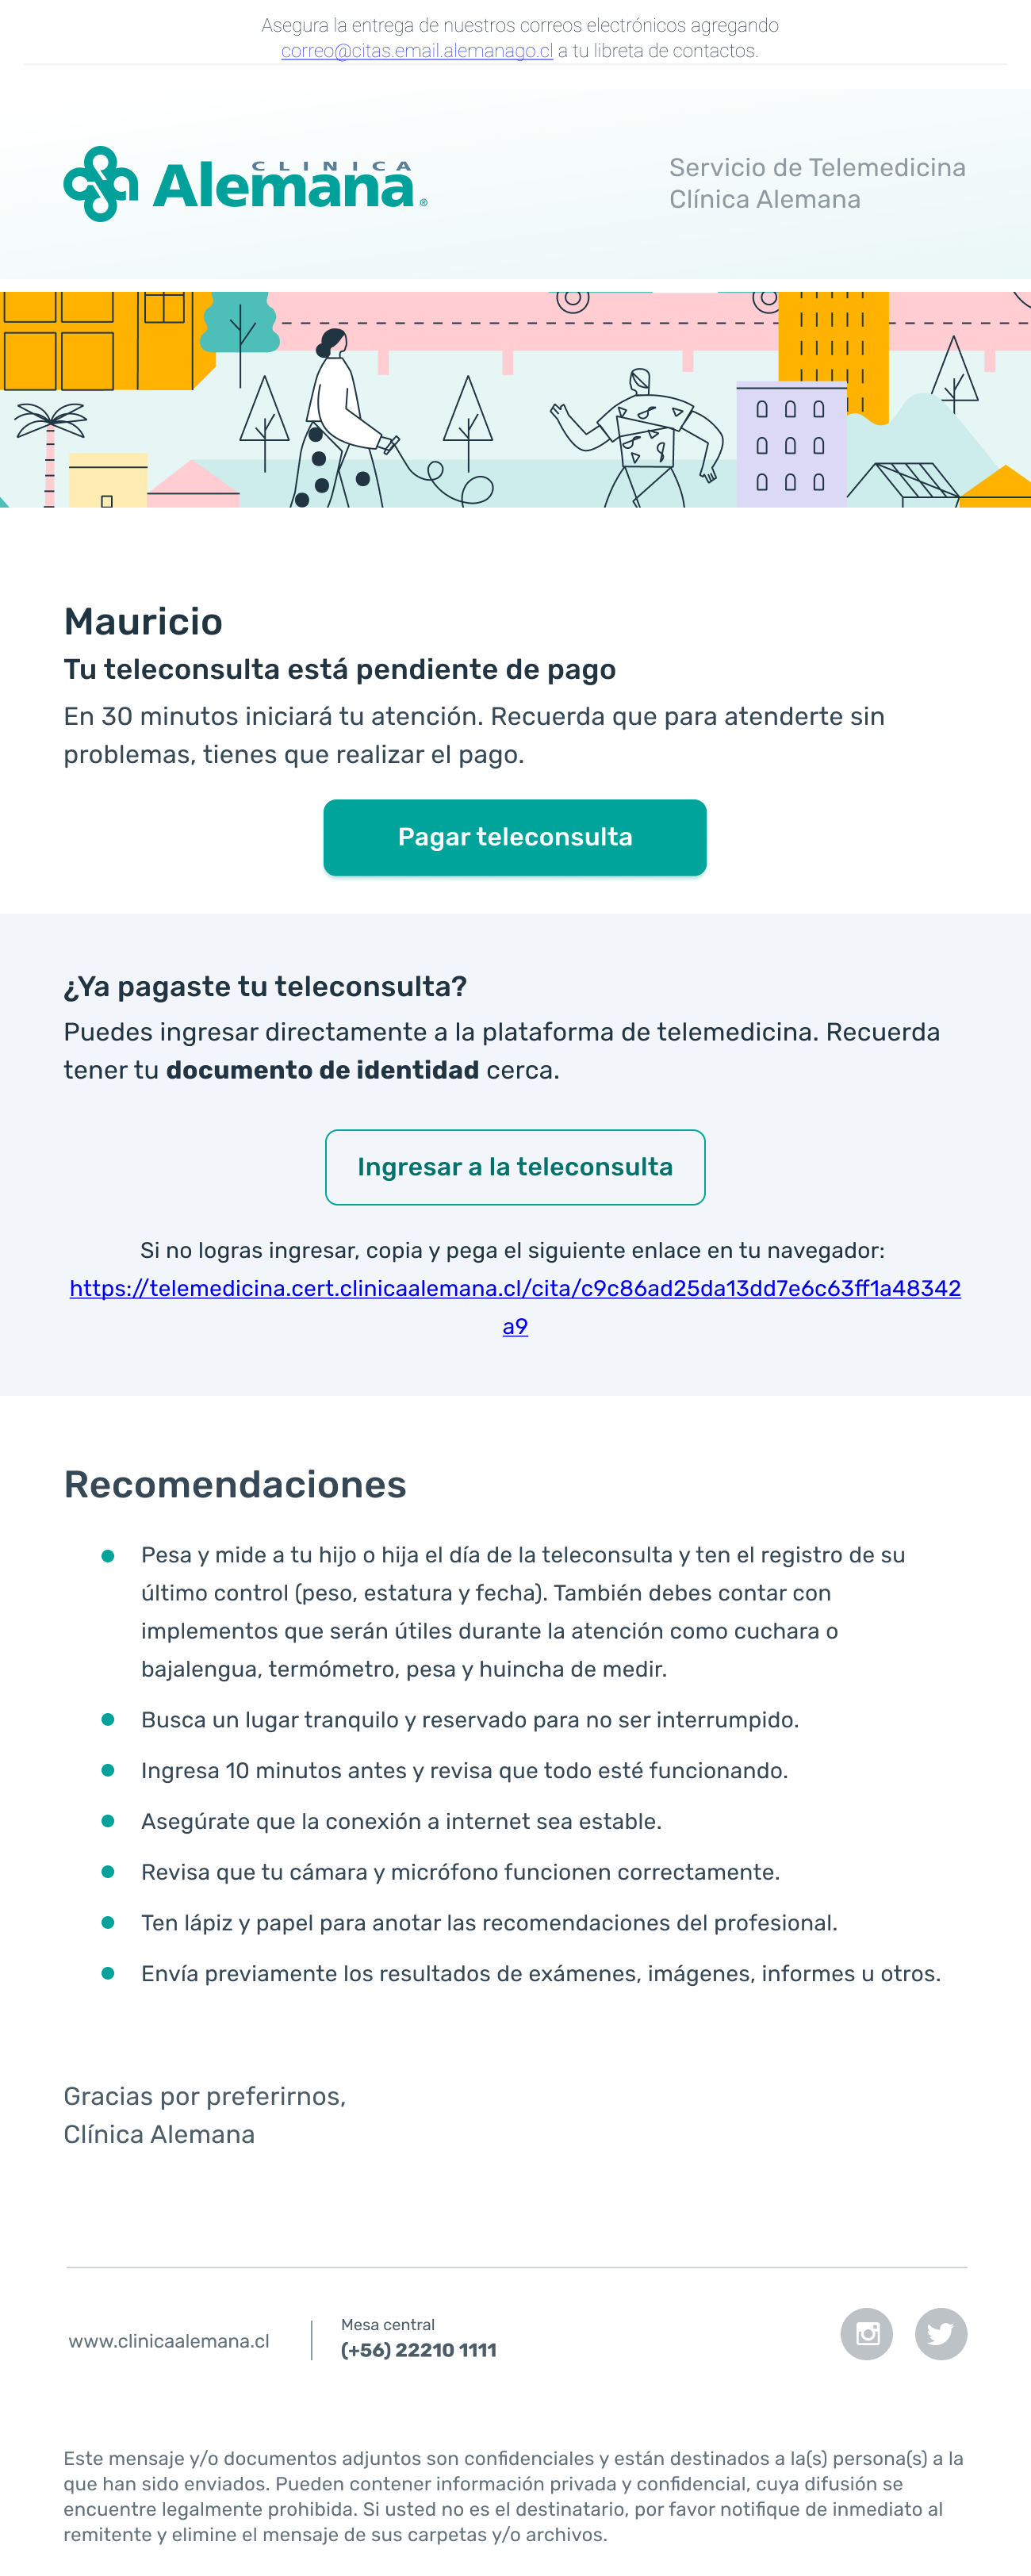 Asegura la entrega de nuestros correos electrónicos agregando
correo@citas.email.alemanago.cl a tu libreta de contactos.
CLINICA
Alemana®
Servicio de Telemedicina
Clínica Alemana
Mauricio
Tu teleconsulta está pendiente de pago
En 30 minutos iniciará tu atención. Recuerda que para atenderte sin
problemas, tienes que realizar el pago.
Pagar teleconsulta
¿Ya pagaste tu teleconsulta?
Puedes ingresar directamente a la plataforma de telemedicina. Recuerda
tener tu documento de identidad cerca.
Ingresar a la teleconsulta
Si no logras ingresar, copia y pega el siguiente enlace en tu navegador:
https://telemedicina.cert.clinicaalemana.cl/cita/c9c86ad25da13dd7e6c63ff1a48342
a9
Recomendaciones
Pesa y mide a tu hijo o hija el día de la teleconsulta y ten el registro de su
último control (peso, estatura y fecha). También debes contar con
implementos que serán útiles durante la atención como cuchara o
bajalengua, termómetro, pesa y huincha de medir.
Busca un lugar tranquilo y reservado para no ser interrumpido.
Ingresa 10 minutos antes y revisa que todo esté funcionando.
Asegúrate que la conexión a internet sea estable.
Revisa que tu cámara y micrófono funcionen correctamente.
Ten lápiz y papel para anotar las recomendaciones del profesional.
Envía previamente los resultados de exámenes, imágenes, informes u otros.
Gracias por preferirnos,
Clínica Alemana
www.clinicaalemana.cl
Mesa central
(+56) 22210 1111
Este mensaje y/o documentos adjuntos son confidenciales y están destinados a la(s) persona(s) a la
que han sido enviados. Pueden contener información privada y confidencial, cuya difusión se
encuentre legalmente prohibida. Si usted no es el destinatario, por favor notifique de inmediato al
remitente y elimine el mensaje de sus carpetas y/o archivos.